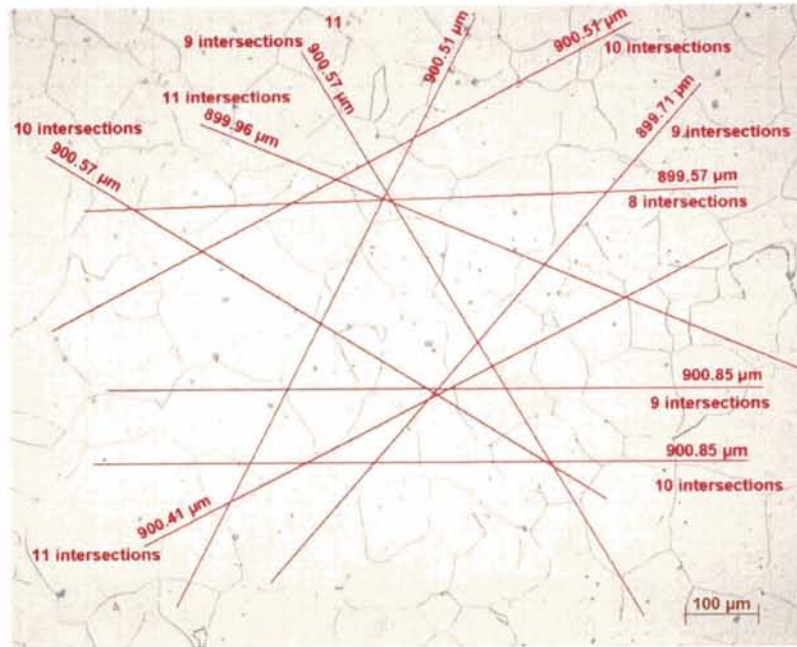 11
9 intersections
900.57 µm
900.51 µm
900.51 µm
10 intersections
11 intersections
899.96 µm
899.71 µm
9 intersections
10 intersections
900.57 µm
899.57 µm
8 intersections
900.85 µm
9 intersections
900.85 µm
10 intersections
900.41 µm
11 intersections
100 µm